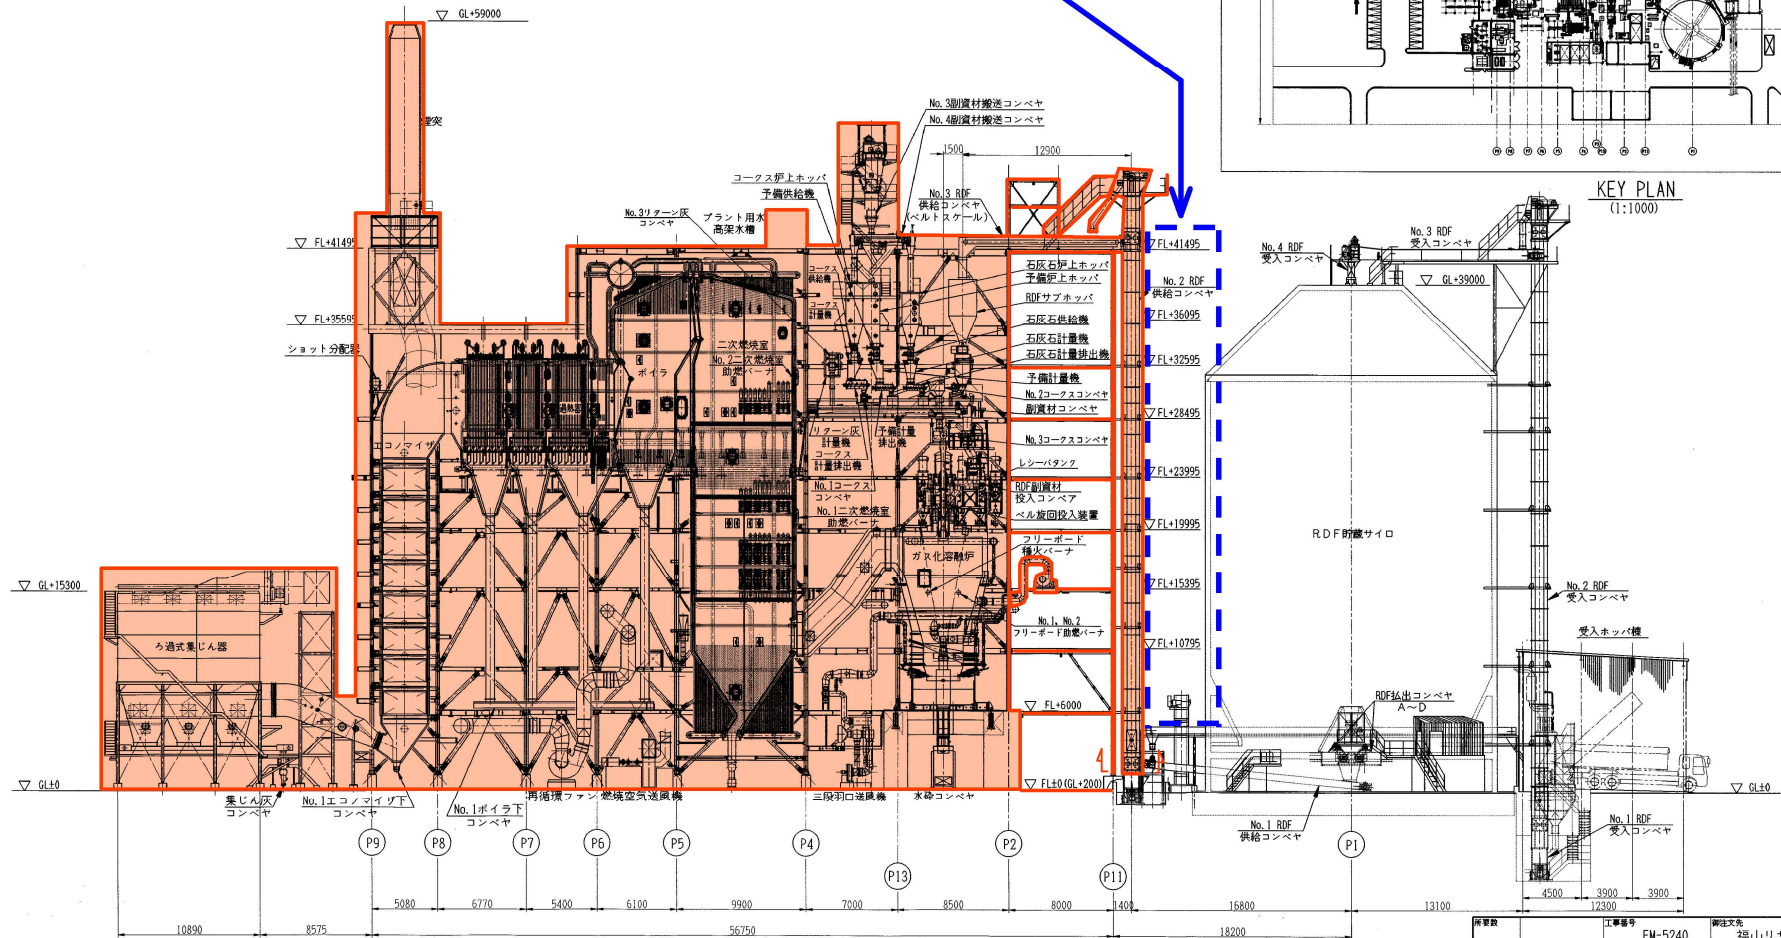 GL+59000
煙突
No.3副資材搬送コンベヤ
No.4副資材搬送コンベヤ
1500
12900
コークス炉上ホッパ
予備供給機
No.3リターン灰
コンベヤ
プラント用水
高架水槽
No.3 RDF
供給コンベヤ
(ベルトスケール)
KEY PLAN
(1:1000)
FL+41495
FL+35595
ショット分配器
コークス
供給機
コークス
計量機
石灰石炉上ホッパ
予備炉上ホッパ
RDFサブホッパ
石灰石供給機
石灰石計量機
石灰石計量排出機
予備計量機
No.2コークスコンベヤ
副資材コンベヤ
No.3コークスコンベヤ
レシーバタンク
RDF副資材
投入コンベア
ベル旋回投入装置
フリーボード
種火バーナ
No.1, No.2
フリーボード助燃バーナ
二次燃焼室
No.2二次燃焼室
助燃バーナ
ボイラ
過熱器
エコノマイザ
リターン灰
計量機
コークス
計量排出機
予備計量
排出機
No.1コークス
コンベヤ
No.1二次燃焼室
助燃バーナ
ガス化溶融炉
FL+41495
No.2 RDF
供給コンベヤ
FL+36095
FL+32595
FL+28495
FL+23995
FL+19995
FL+15395
FL+10795
FL+6000
FL±0(GL+200)
No.4 RDF
受入コンベヤ
No.3 RDF
受入コンベヤ
GL+39000
RDF貯蔵サイロ
No.2 RDF
受入コンベヤ
受入ホッパ棟
RDF払出コンベヤ
A～D
GL+15300
ろ過式集じん器
GL±0
GL±0
集じん灰
コンベヤ
No.1エコノマイザ下
コンベヤ
No.1ボイラ下
コンベヤ
再循環ファン
燃焼空気送風機
三段羽口送風機
水砕コンベヤ
No.1 RDF
供給コンベヤ
No.1 RDF
受入コンベヤ
P9
P8
P7
P6
P5
P4
P13
P2
P11
P1
4500
3900
3900
5080
6770
5400
6100
9900
7000
8500
8000
1400
16800
13100
12300
10890
8575
56750
18200
所要数
工事番号
FM-5240
御注文先